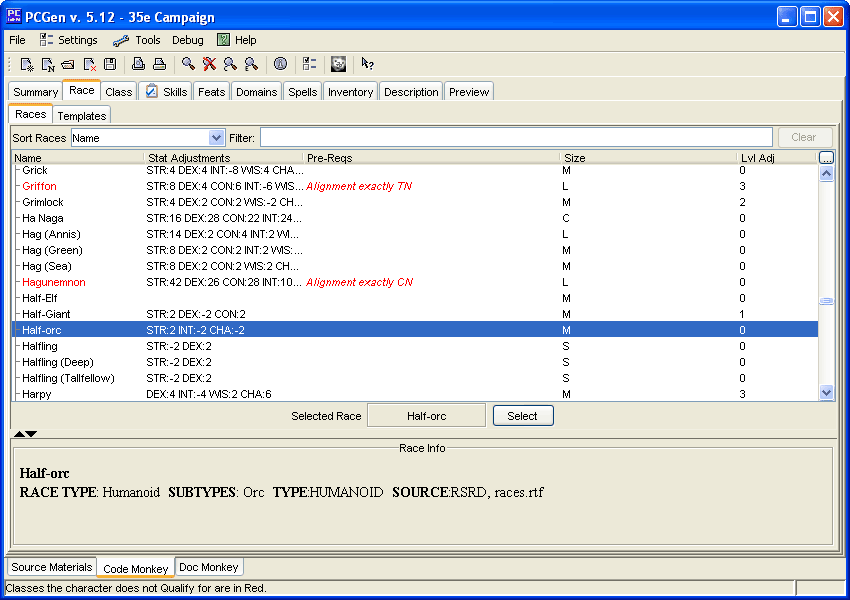 PCGen v. 5.12 - 35e Campaign
File Settings Tools Debug Help
Summary Race Class Skills Feats Domains Spells Inventory Description Preview
Races Templates
Sort Races Name Filter: Clear
Name Stat Adjustments Pre-Reqs Size Lvl Adj ...
Grick STR:4 DEX:4 INT:-8 WIS:4 CHA... M 0
Griffon STR:8 DEX:4 CON:6 INT:-6 WIS... Alignment exactly TN L 3
Grimlock STR:4 DEX:2 CON:2 WIS:-2 CH... M 2
Ha Naga STR:16 DEX:28 CON:22 INT:24... C 0
Hag (Annis) STR:14 DEX:2 CON:4 INT:2 WI... L 0
Hag (Green) STR:8 DEX:2 CON:2 INT:2 WIS:... M 0
Hag (Sea) STR:8 DEX:2 CON:2 WIS:2 CH... M 0
Hagunemnon STR:42 DEX:26 CON:28 INT:10... Alignment exactly CN L 0
Half-Elf M 0
Half-Giant STR:2 DEX:-2 CON:2 M 1
Half-orc STR:2 INT:-2 CHA:-2 M 0
Halfling STR:-2 DEX:2 S 0
Halfling (Deep) STR:-2 DEX:2 S 0
Halfling (Tallfellow) STR:-2 DEX:2 S 0
Harpy DEX:4 INT:-4 WIS:2 CHA:6 M 3
Selected Race Half-orc Select
Race Info
Half-orc
RACE TYPE: Humanoid SUBTYPES: Orc TYPE:HUMANOID SOURCE:RSRD, races.rtf
Source Materials Code Monkey Doc Monkey
Classes the character does not Qualify for are in Red.